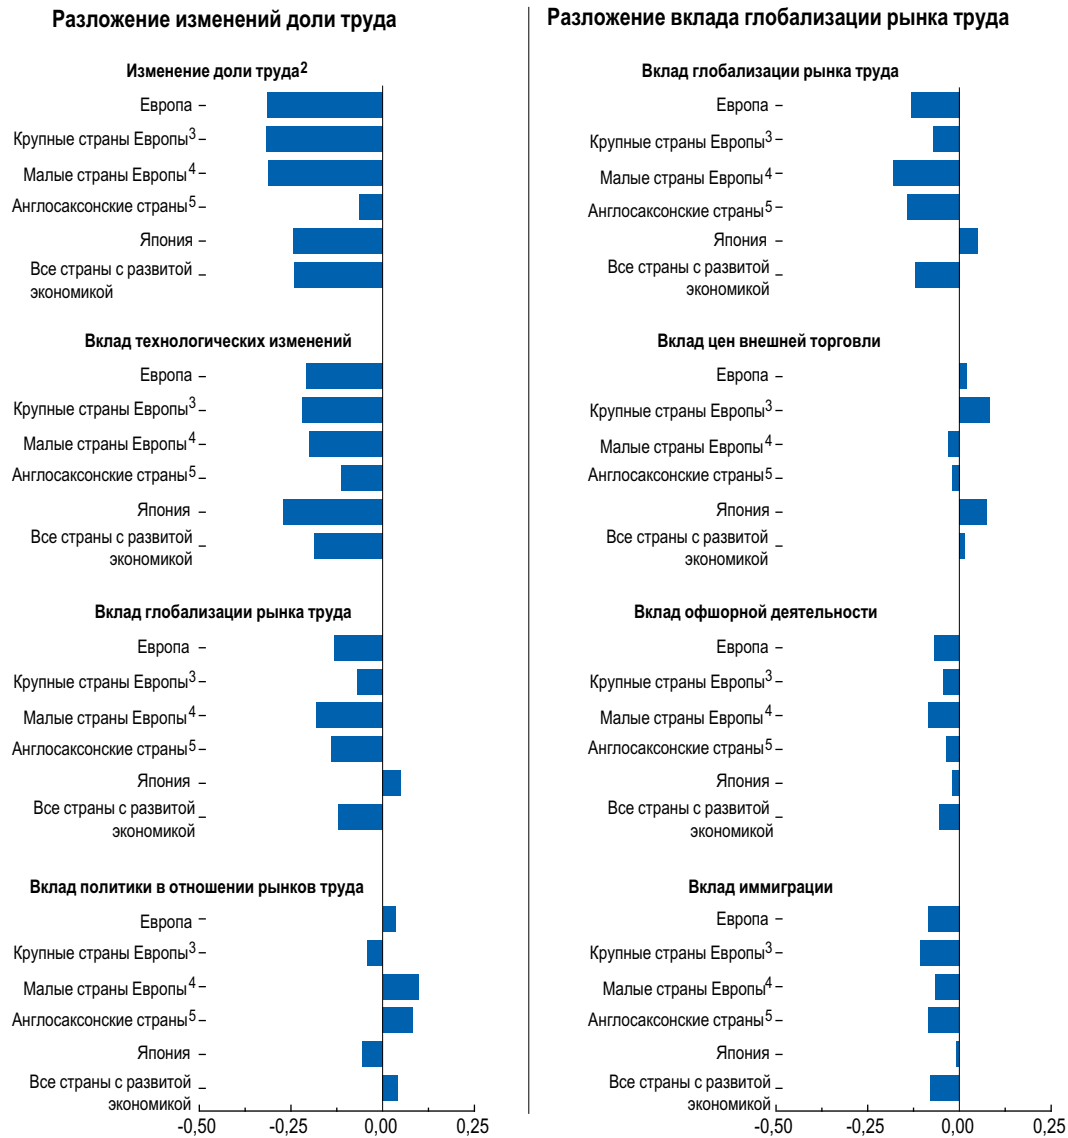 Разложение изменений доли труда
Изменение доли труда2
Европа
Крупные страны Европы3
Малые страны Европы4
Англосаксонские страны5
Япония
Все страны с развитой
экономикой
Вклад технологических изменений
Европа
Крупные страны Европы3
Малые страны Европы4
Англосаксонские страны5
Япония
Все страны с развитой
экономикой
Вклад глобализации рынка труда
Европа
Крупные страны Европы3
Малые страны Европы4
Англосаксонские страны5
Япония
Все страны с развитой
экономикой
Вклад политики в отношении рынков труда
Европа
Крупные страны Европы3
Малые страны Европы4
Англосаксонские страны5
Япония
Все страны с развитой
экономикой
-0,50 -0,25 0,00 0,25
Разложение вклада глобализации рынка труда
Вклад глобализации рынка труда
Европа
Крупные страны Европы3
Малые страны Европы4
Англосаксонские страны5
Япония
Все страны с развитой
экономикой
Вклад цен внешней торговли
Европа
Крупные страны Европы3
Малые страны Европы4
Англосаксонские страны5
Япония
Все страны с развитой
экономикой
Вклад офшорной деятельности
Европа
Крупные страны Европы3
Малые страны Европы4
Англосаксонские страны5
Япония
Все страны с развитой
экономикой
Вклад иммиграции
Европа
Крупные страны Европы3
Малые страны Европы4
Англосаксонские страны5
Япония
Все страны с развитой
экономикой
-0,50 -0,25 0,00 0,25